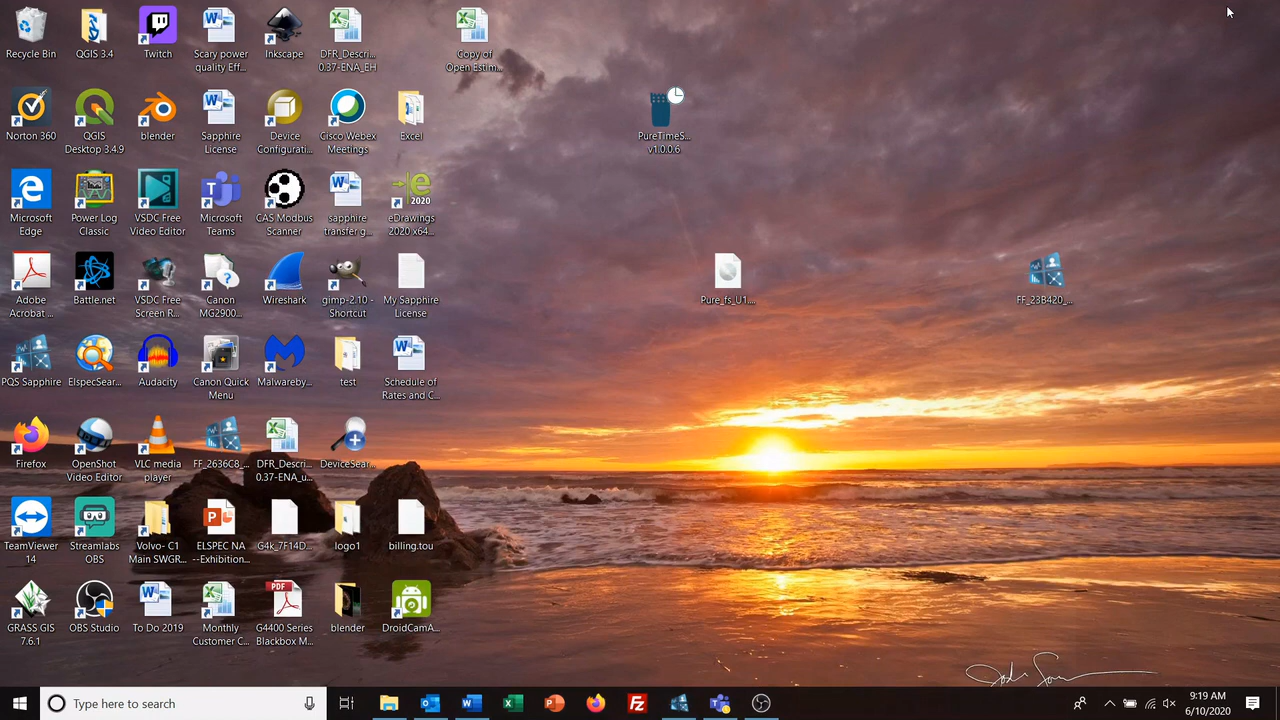 Recycle Bin
QGIS 3.4
Twitch
Scary power
quality Eff...
Inkscape
DFR_Descri...
0.37-ENA_EH
Copy of
Open Estim...
Norton 360
QGIS
Desktop 3.4.9
blender
Sapphire
License
Device
Configurati...
Cisco Webex
Meetings
Excel
PureTimeS...
v1.0.0.6
Microsoft
Edge
Power Log
Classic
VSDC Free
Video Editor
Microsoft
Teams
CAS Modbus
Scanner
sapphire
transfer g...
2020
eDrawings
2020 x64...
Adobe
Acrobat ...
Battle.net
VSDC Free
Screen R...
Canon
MG2900...
Wireshark
gimp-2.10 -
Shortcut
My Sapphire
License
Pure_fs_U1....
FF_23B420_...
PQS Sapphire
ElspecSear...
Audacity
Canon Quick
Menu
Malwareby...
test
Schedule of
Rates and C...
Firefox
OpenShot
Video Editor
VLC media
player
FF_2636C8_...
DFR_Descri...
0.37-ENA_u...
DeviceSear...
TeamViewer
14
Streamlabs
OBS
Volvo- C1
Main SWGR...
ELSPEC NA
--Exhibition...
G4k_7F14D...
logo1
billing.tou
GRASS GIS
7.6.1
OBS Studio
To Do 2019
Monthly
Customer C...
PDF
G4400 Series
Blackbox M...
blender
DroidCamA...
Type here to search
9:19 AM
6/10/2020